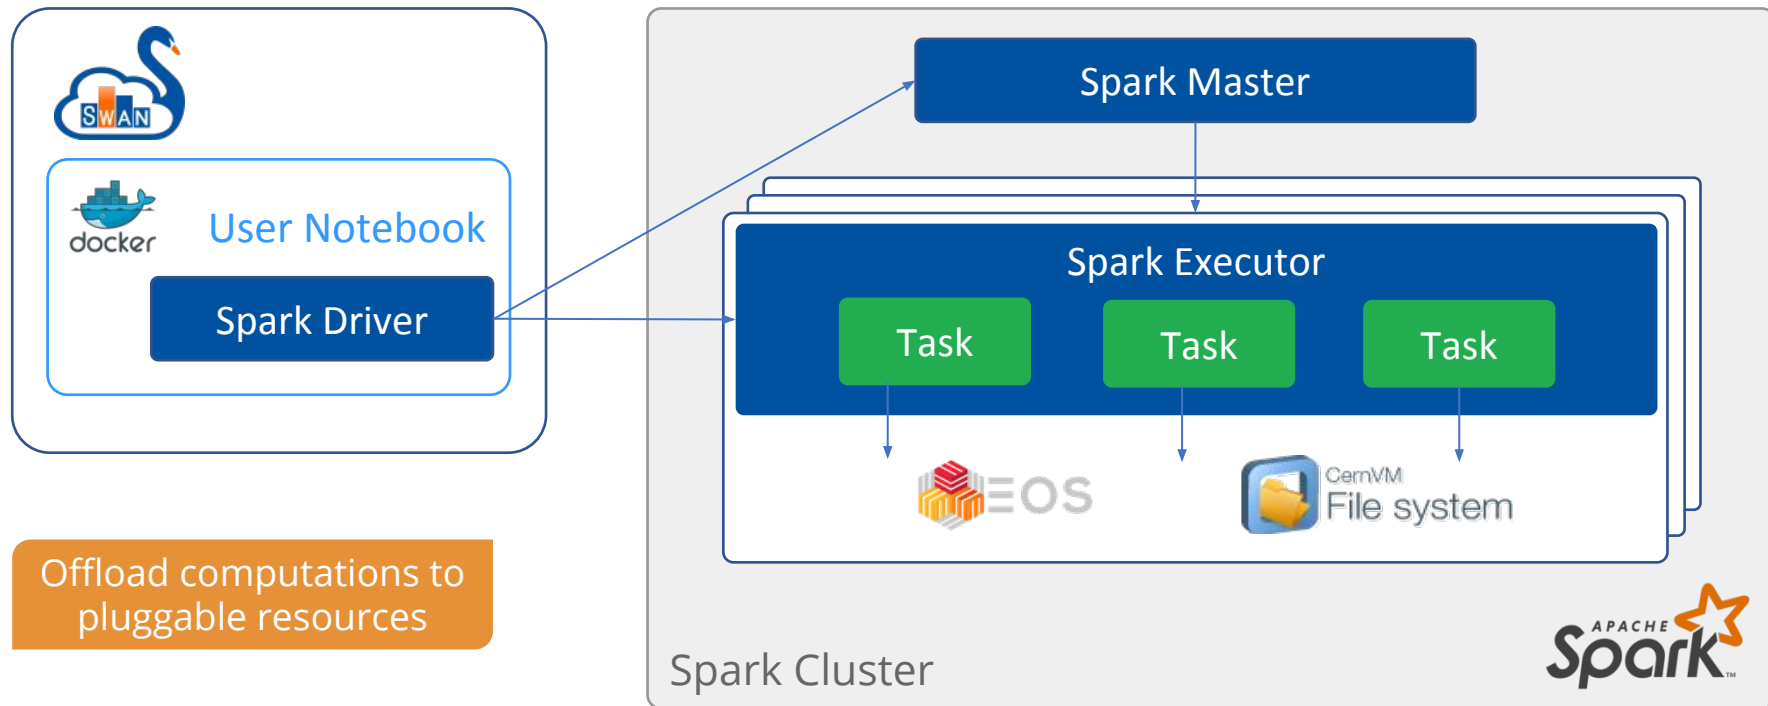 SWAN
docker
User Notebook
Spark Driver
Offload computations to
pluggable resources
Spark Master
Spark Executor
Task
Task
Task
EOS
CernVM
File system
Spark Cluster
APACHE
Spark™